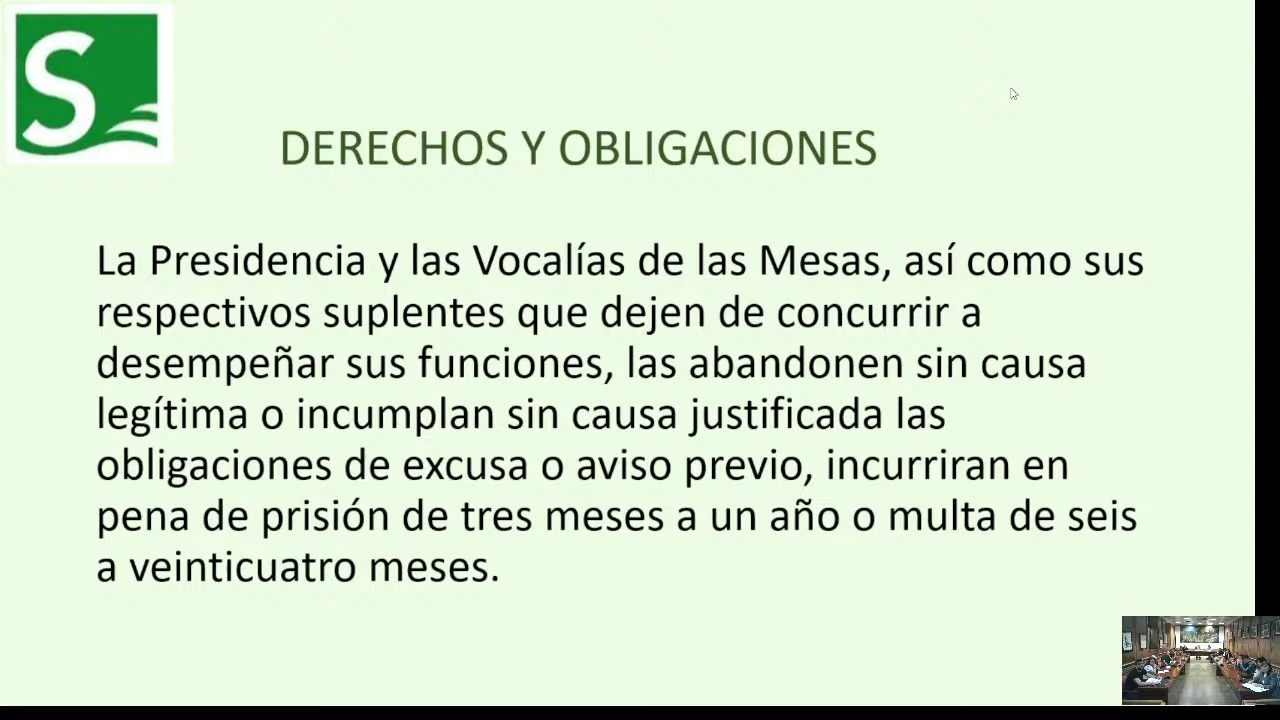 S
DERECHOS Y OBLIGACIONES
La Presidencia y las Vocalías de las Mesas, así como sus
respectivos suplentes que dejen de concurrir a
desempeñar sus funciones, las abandonen sin causa
legítima o incumplan sin causa justificada las
obligaciones de excusa o aviso previo, incurriran en
pena de prisión de tres meses a un año o multa de seis
a veinticuatro meses.